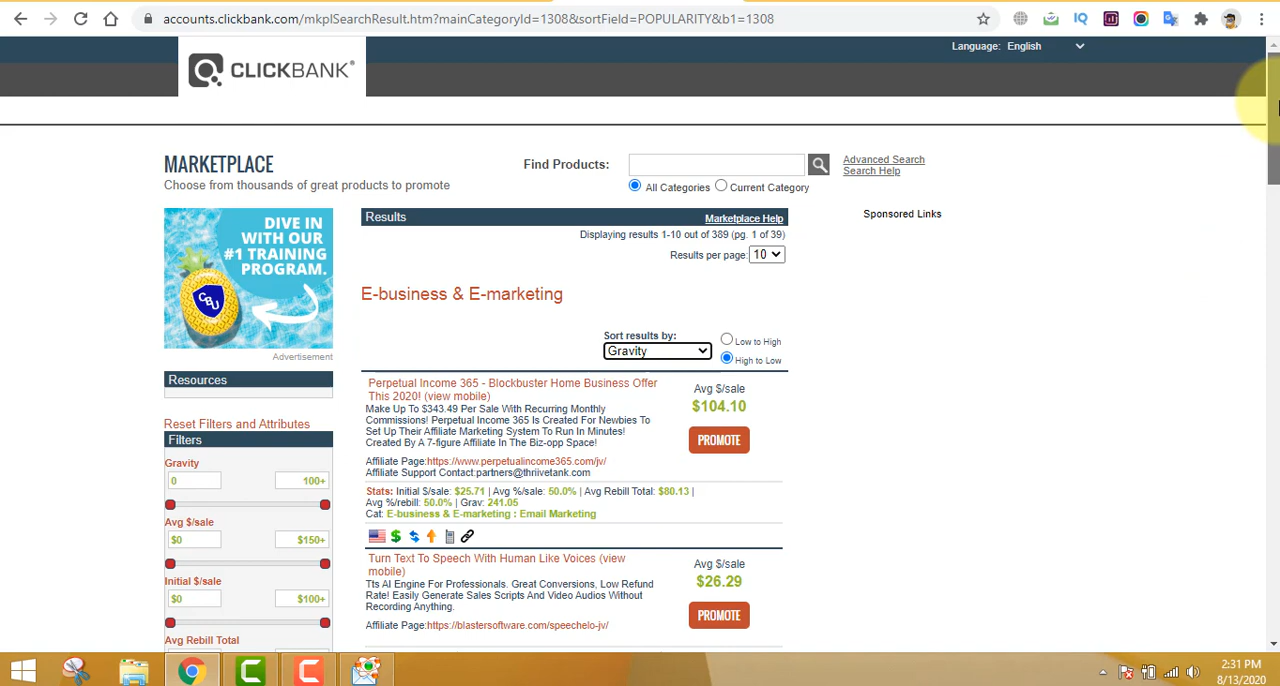 accounts.clickbank.com/mkplSearchResult.htm?mainCategoryId=1308&sortField=POPULARITY&b1=1308
Language: English
CLICKBANK®
MARKETPLACE
Choose from thousands of great products to promote
Find Products:
Advanced Search
Search Help
All Categories
Current Category
DIVE IN
WITH OUR
#1 TRAINING
PROGRAM.
CBU
Advertisement
Resources
Reset Filters and Attributes
Filters
Gravity
0 100+
Avg $/sale
$0 $150+
Initial $/sale
$0 $100+
Avg Rebill Total
Results Marketplace Help
Displaying results 1-10 out of 389 (pg. 1 of 39)
Results per page: 10
E-business & E-marketing
Sort results by:
Gravity
Low to High
High to Low
Perpetual Income 365 - Blockbuster Home Business Offer
This 2020! (view mobile)
Make Up To $343.49 Per Sale With Recurring Monthly
Commissions! Perpetual Income 365 Is Created For Newbies To
Set Up Their Affiliate Marketing System To Run In Minutes!
Created By A 7-figure Affiliate In The Biz-opp Space!
Affiliate Page:https://www.perpetualincome365.com/jv/
Affiliate Support Contact:partners@thriivetank.com
Avg $/sale
$104.10
PROMOTE
Stats: Initial $/sale: $25.71 | Avg %/sale: 50.0% | Avg Rebill Total: $80.13 |
Avg %/rebill: 50.0% | Grav: 241.05
Cat: E-business & E-marketing : Email Marketing
Turn Text To Speech With Human Like Voices (view
mobile)
Tts AI Engine For Professionals. Great Conversions, Low Refund
Rate! Easily Generate Sales Scripts And Video Audios Without
Recording Anything.
Affiliate Page:https://blastersoftware.com/speechelo-jv/
Avg $/sale
$26.29
PROMOTE
Sponsored Links
2:31 PM
8/13/2020